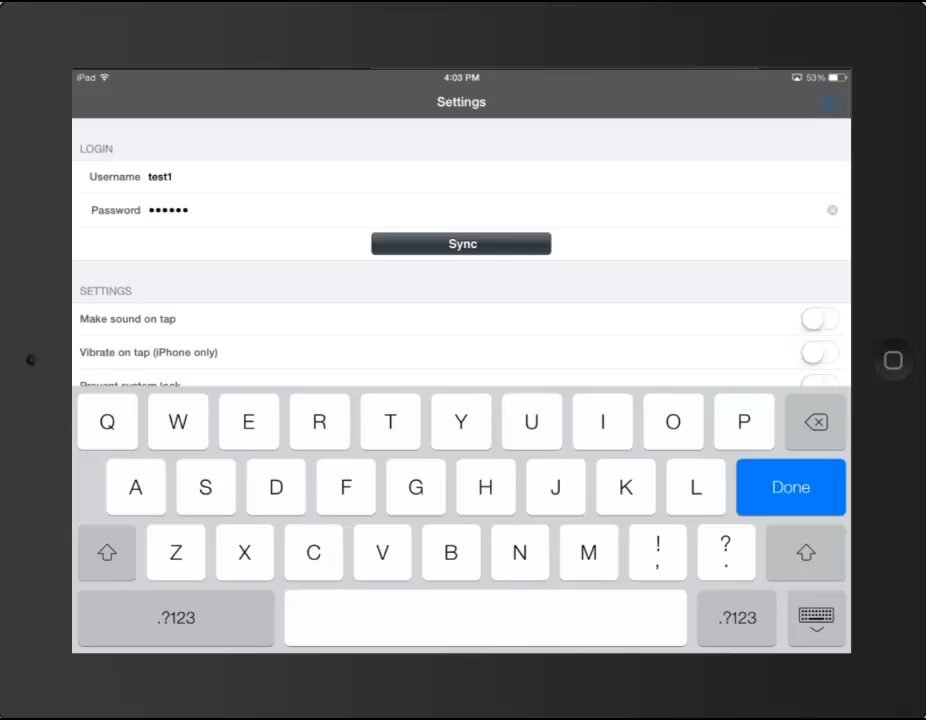 iPad 4:03 PM 53%
Settings
LOGIN
Username test1
Password ••••••
Sync
SETTINGS
Make sound on tap
Vibrate on tap (iPhone only)
Prevent system lock
Q W E R T Y U I O P
A S D F G H J K L Done
Z X C V B N M ! , ? .
.?123 .?123